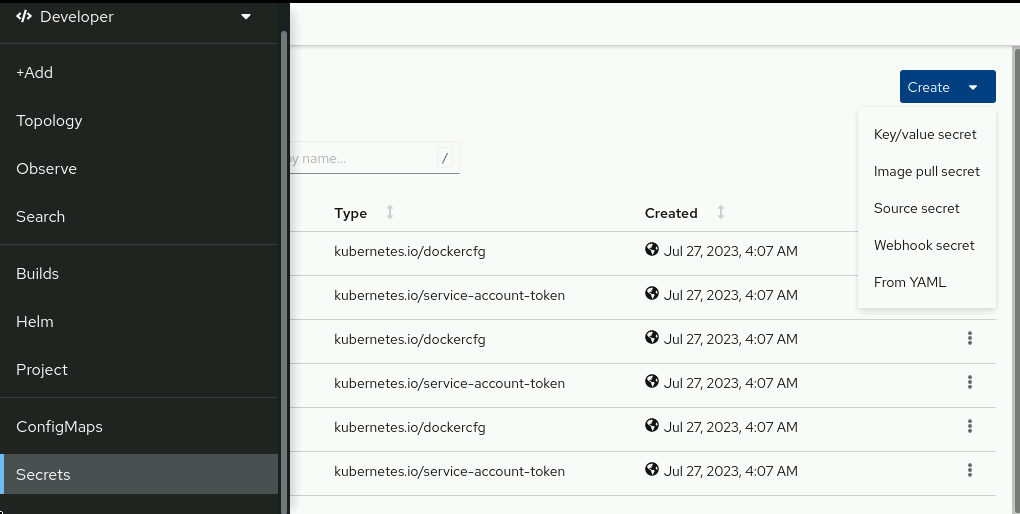 Developer
+Add
Topology
Observe
Search
Builds
Helm
Project
ConfigMaps
Secrets
Create
Key/value secret
Image pull secret
Source secret
Webhook secret
From YAML
by name... /
Type Created
kubernetes.io/dockercfg Jul 27, 2023, 4:07 AM
kubernetes.io/service-account-token Jul 27, 2023, 4:07 AM
kubernetes.io/dockercfg Jul 27, 2023, 4:07 AM
kubernetes.io/service-account-token Jul 27, 2023, 4:07 AM
kubernetes.io/dockercfg Jul 27, 2023, 4:07 AM
kubernetes.io/service-account-token Jul 27, 2023, 4:07 AM